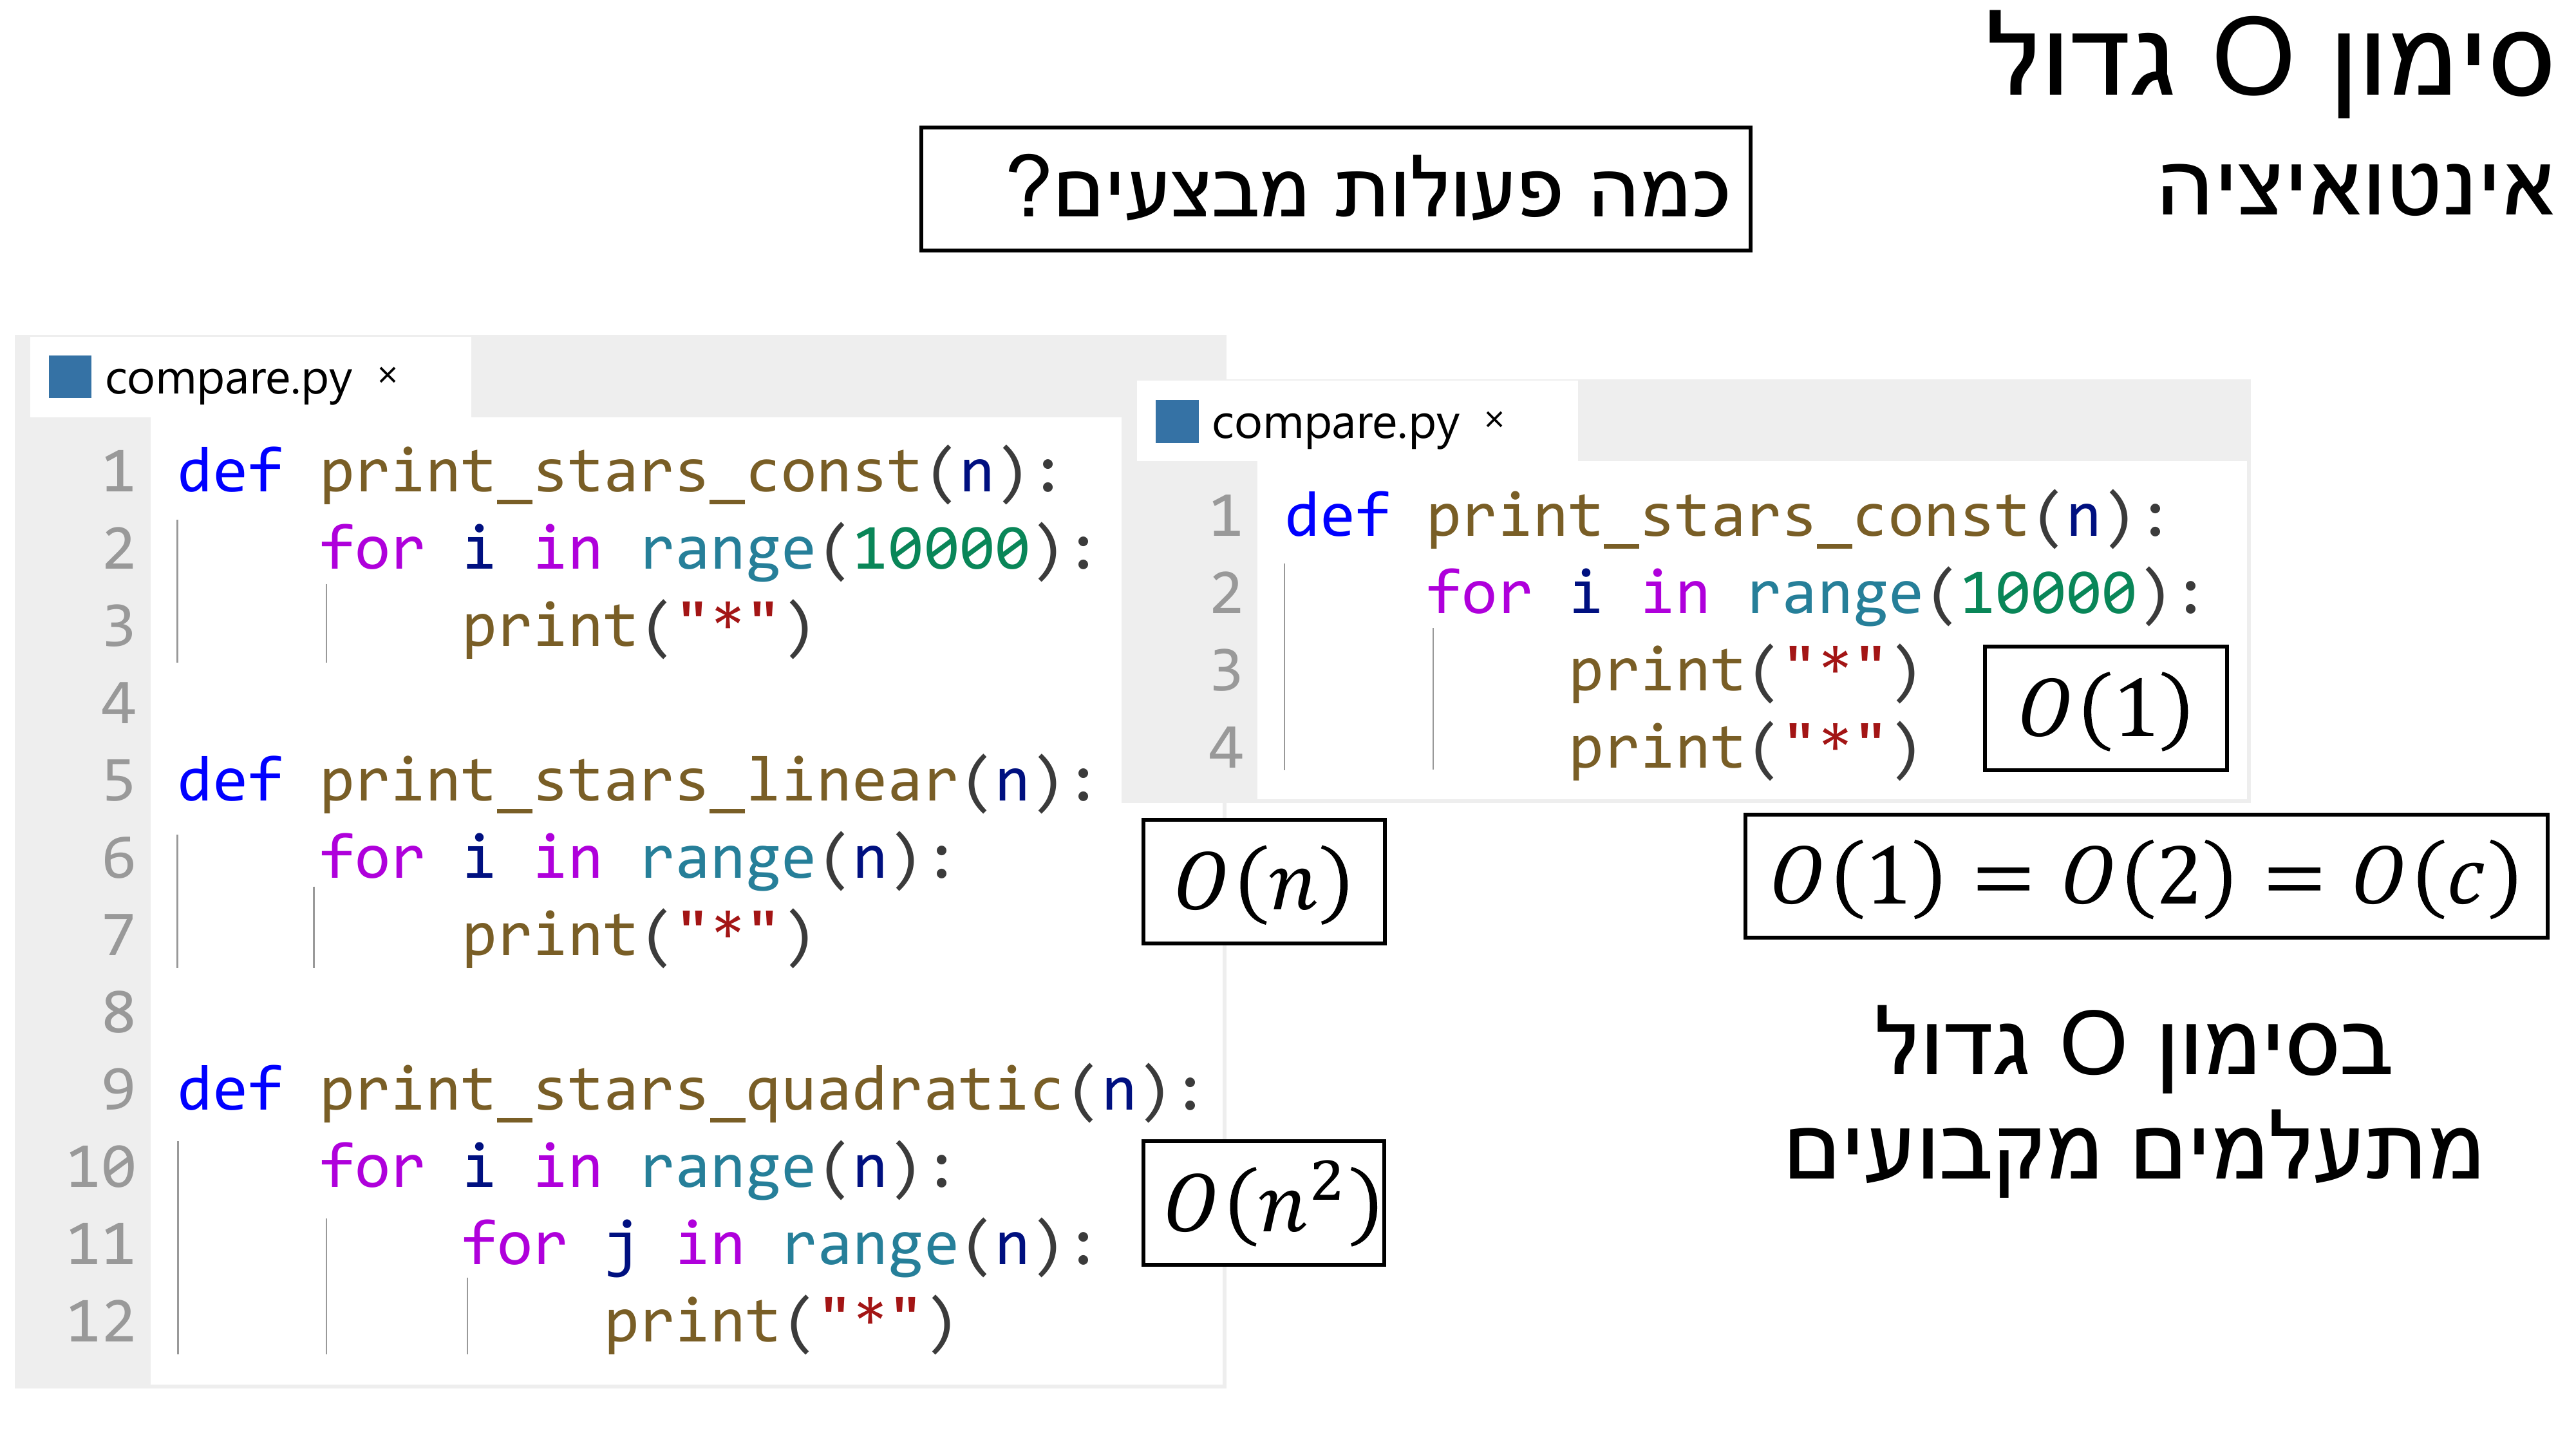 סימון O גדול
אינטואיציה
כמה פעולות מבצעים?
compare.py ×
1 def print_stars_const(n):
2     for i in range(10000):
3         print("*")
4
5 def print_stars_linear(n):
6     for i in range(n):
7         print("*")
8
9 def print_stars_quadratic(n):
10     for i in range(n):
11         for j in range(n):
12             print("*")
O(n)
O(n²)
compare.py ×
1 def print_stars_const(n):
2     for i in range(10000):
3         print("*")
4         print("*")
O(1)
O(1) = O(2) = O(c)
בסימון O גדול
מתעלמים מקבועים